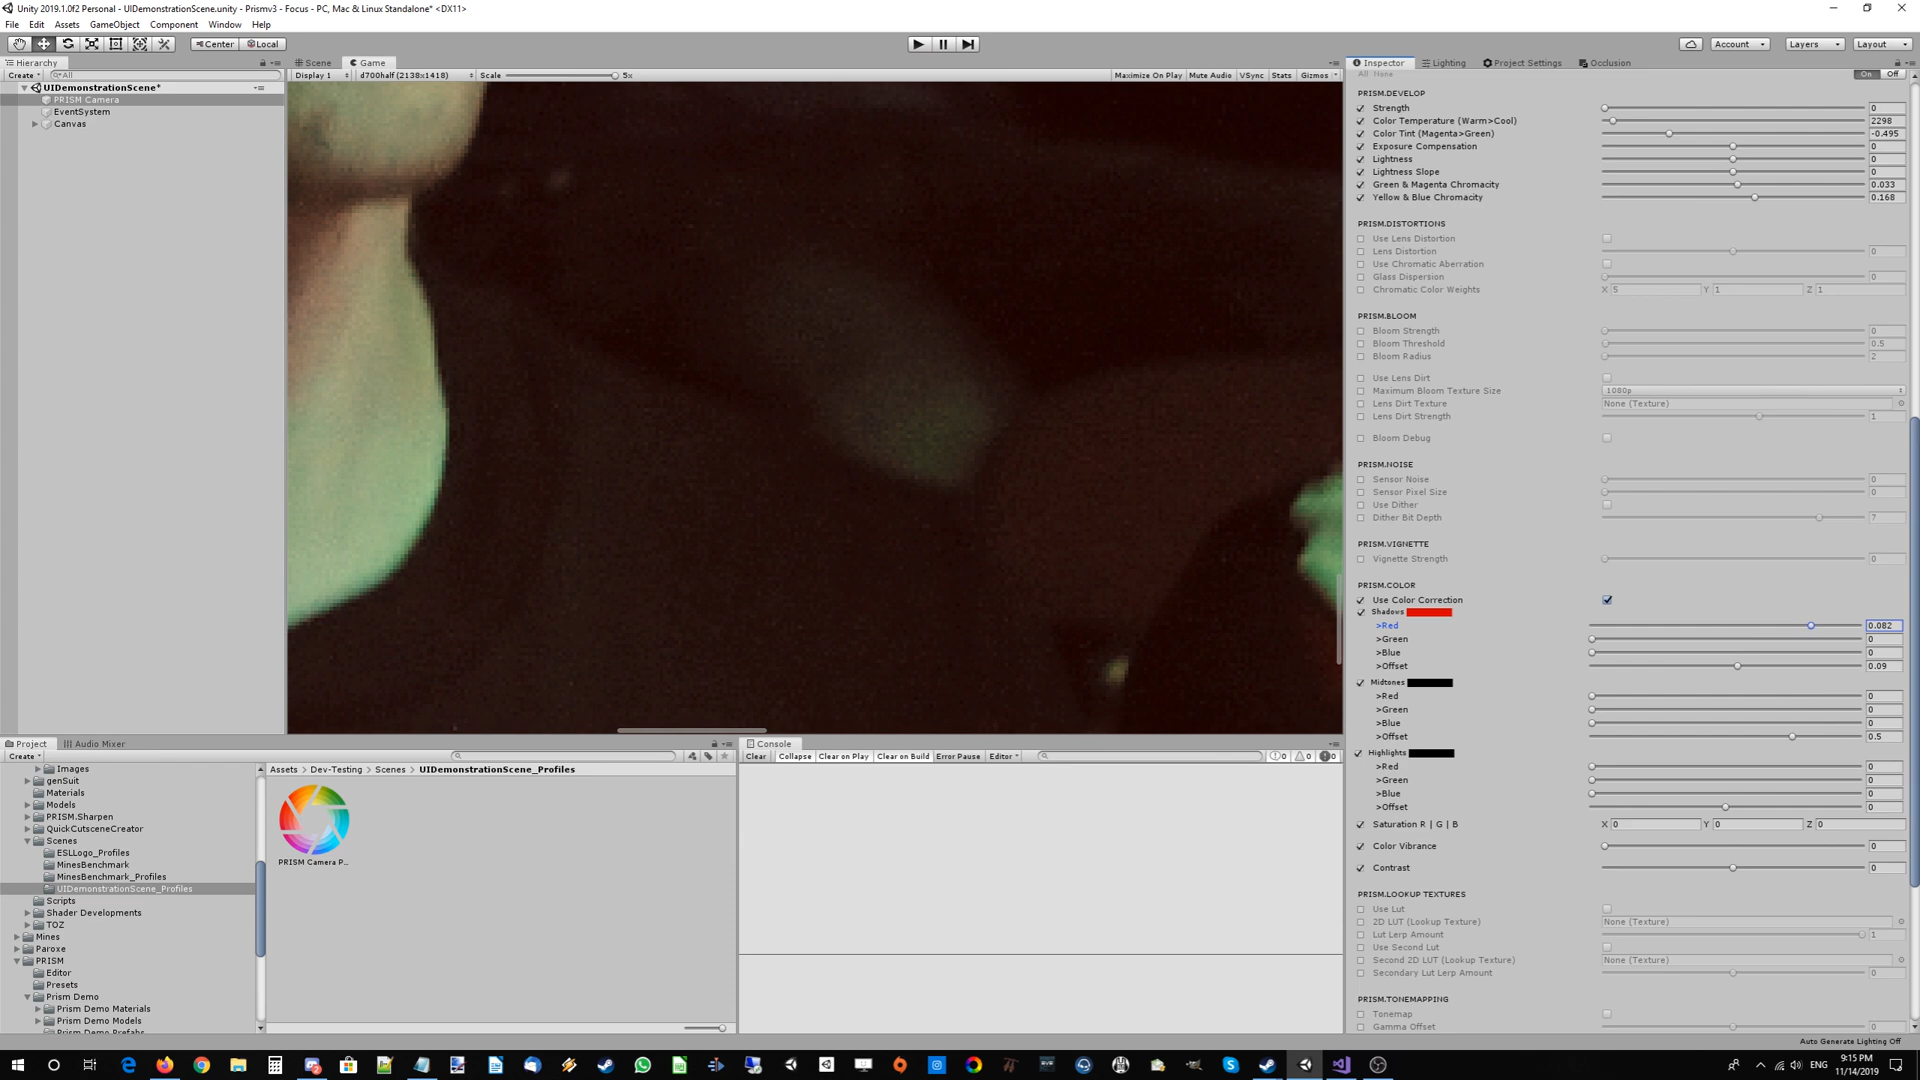 Unity 2019.1.0f2 Personal - UIDemonstrationScene.unity - Prismv3 - Focus - PC, Mac & Linux Standalone* <DX11>
File Edit Assets GameObject Component Window Help
Center Local Account Layers Layout
Hierarchy
Create All
UIDemonstrationScene*
PRISM Camera
EventSystem
Canvas
Scene Game
Display 1 d700half (2138x1418) Scale 5x Maximize On Play Mute Audio VSync Stats Gizmos
Inspector Lighting Project Settings Occlusion
All None On Off
PRISM.DEVELOP
Strength 0
Color Temperature (Warm>Cool) 2298
Color Tint (Magenta>Green) -0.495
Exposure Compensation 0
Lightness 0
Lightness Slope 0
Green & Magenta Chromacity 0.033
Yellow & Blue Chromacity 0.168
PRISM.DISTORTIONS
Use Lens Distortion
Lens Distortion 0
Use Chromatic Aberration
Glass Dispersion 0
Chromatic Color Weights X 5 Y 1 Z 1
PRISM.BLOOM
Bloom Strength 0
Bloom Threshold 0.5
Bloom Radius 2
Use Lens Dirt
Maximum Bloom Texture Size 1080p
Lens Dirt Texture None (Texture)
Lens Dirt Strength 1
Bloom Debug
PRISM.NOISE
Sensor Noise 0
Sensor Pixel Size 0
Use Dither
Dither Bit Depth 7
PRISM.VIGNETTE
Vignette Strength 0
PRISM.COLOR
Use Color Correction
Shadows
>Red 0.082
>Green 0
>Blue 0
>Offset 0.09
Midtones
>Red 0
>Green 0
>Blue 0
>Offset 0.5
Highlights
>Red 0
>Green 0
>Blue 0
>Offset 0
Saturation R | G | B X 0 Y 0 Z 0
Color Vibrance 0
Contrast 0
PRISM.LOOKUP TEXTURES
Use Lut
2D LUT (Lookup Texture) None (Texture)
Lut Lerp Amount 1
Use Second Lut
Second 2D LUT (Lookup Texture) None (Texture)
Secondary Lut Lerp Amount 0
PRISM.TONEMAPPING
Tonemap
Gamma Offset 0
Project Audio Mixer
Create
Images
genSuit
Materials
Models
PRISM.Sharpen
QuickCutsceneCreator
Scenes
ESLLogo_Profiles
MinesBenchmark
MinesBenchmark_Profiles
UIDemonstrationScene_Profiles
Scripts
Shader Developments
TOZ
Mines
Paroxe
PRISM
Editor
Presets
Prism Demo
Prism Demo Materials
Prism Demo Models
Prism Demo Prefabs
Assets Dev-Testing Scenes UIDemonstrationScene_Profiles
PRISM Camera P...
Console
Clear Collapse Clear on Play Clear on Build Error Pause Editor 0 0 0
Auto Generate Lighting Off
ENG 9:15 PM
11/14/2019